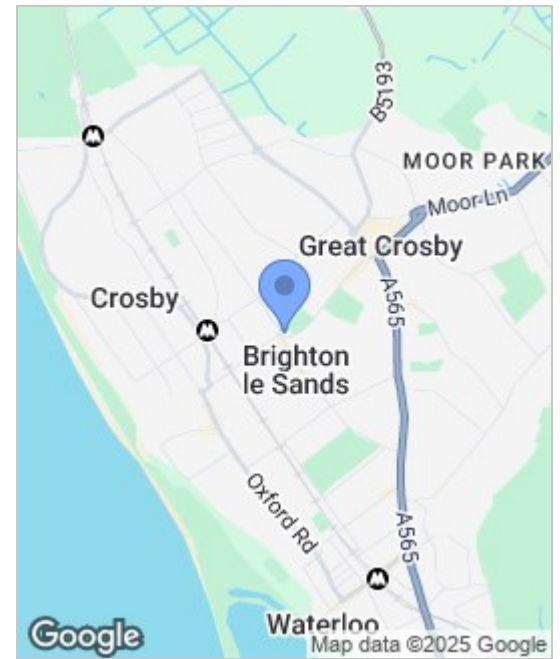 B5193
MOOR PARK
Moor Ln
Great Crosby
A565
Crosby
Brighton
le Sands
Oxford Rd
A565
Waterloo
Google
Map data ©2025 Google